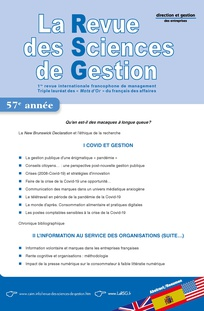 direction et gestion
des entreprises
La Revue
des Sciences
de Gestion
1re revue internationale francophone de management
Triple lauréat des « Mots d'Or » du français des affaires
57e année
Qu'en est-il des macaques à longue queue ?
La New Brunswick Declaration et l'éthique de la recherche
I COVID ET GESTION
La gestion publique d'une énigmatique « pandémie »
Conseils citoyens... une perspective post-nouvelle gestion publique
Crises (2008-Covid-19) et stratégies d'innovation
Faire de la crise de la Covid-19 une opportunité...
Communication des marques dans un univers médiatique anxiogène
Le télétravail en période de la pandémie de la Covid-19
Le monde d'après. Consommation alimentaire et pratiques digitales
Les postes comptables sensibles à la crise de la Covid-19
Chronique bibliographique
II L'INFORMATION AU SERVICE DES ORGANISATIONS (SUITE...)
Information volontaire et marques dans les entreprises françaises
Rente cognitive et organisations : méthodologie
Impact de la presse numérique sur le consommateur à faible littératie numérique
www.cairn.info/revue-des-sciences-de-gestion.htm
www.LaRSG.fr
Abstract/Resumen